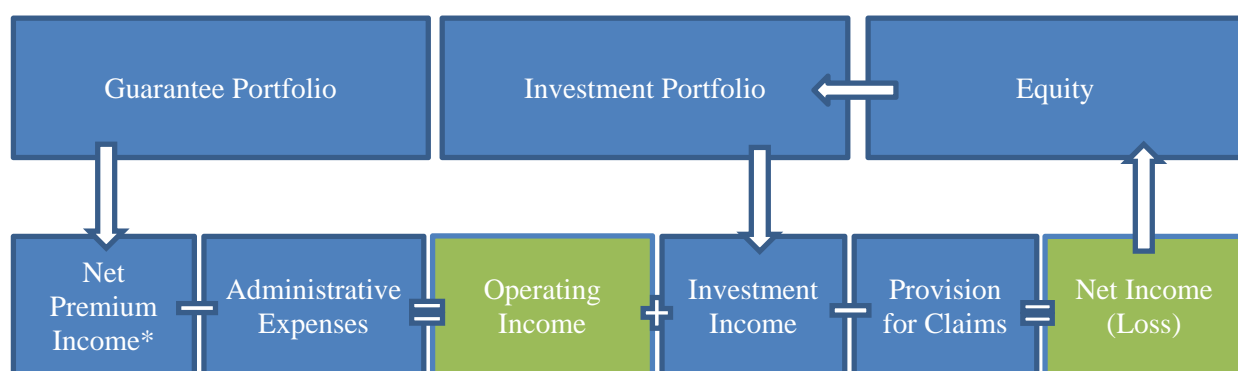 Guarantee Portfolio
Investment Portfolio
Equity
Net
Premium
Income*
−
Administrative
Expenses
=
Operating
Income
+
Investment
Income
−
Provision
for Claims
=
Net Income
(Loss)